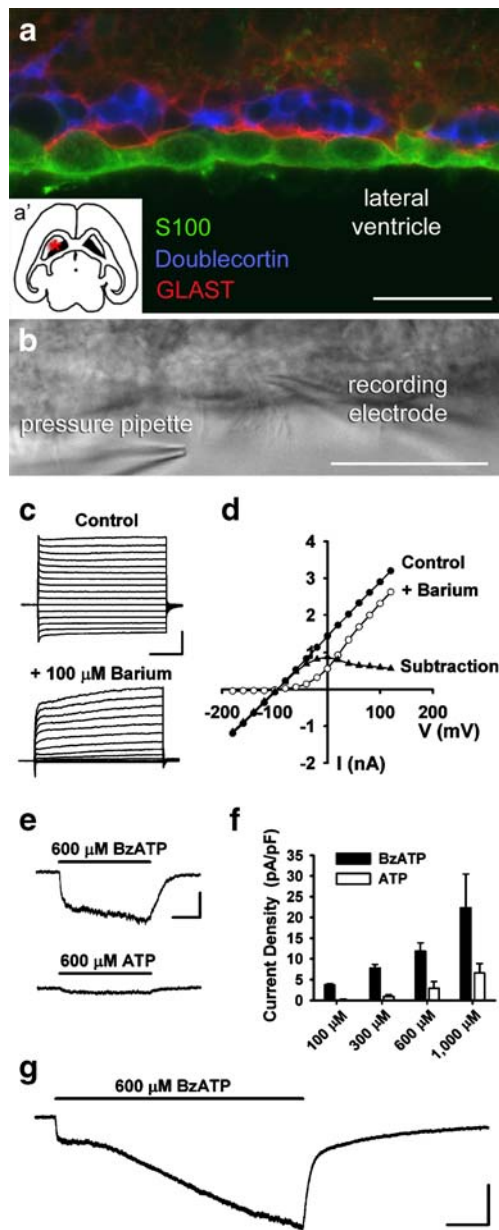 a
lateral
ventricle
a'
S100
Doublecortin
GLAST
b
pressure pipette
recording
electrode
c
Control
+ 100 µM Barium
d
4
3
2
1
-1
-2
-200
-100
0
100
200
Control
+ Barium
Subtraction
V (mV)
I (nA)
e
600 µM BzATP
600 µM ATP
f
Current Density (pA/pF)
35
30
25
20
15
10
5
0
BzATP
ATP
100 µM
300 µM
600 µM
1,000 µM
g
600 µM BzATP